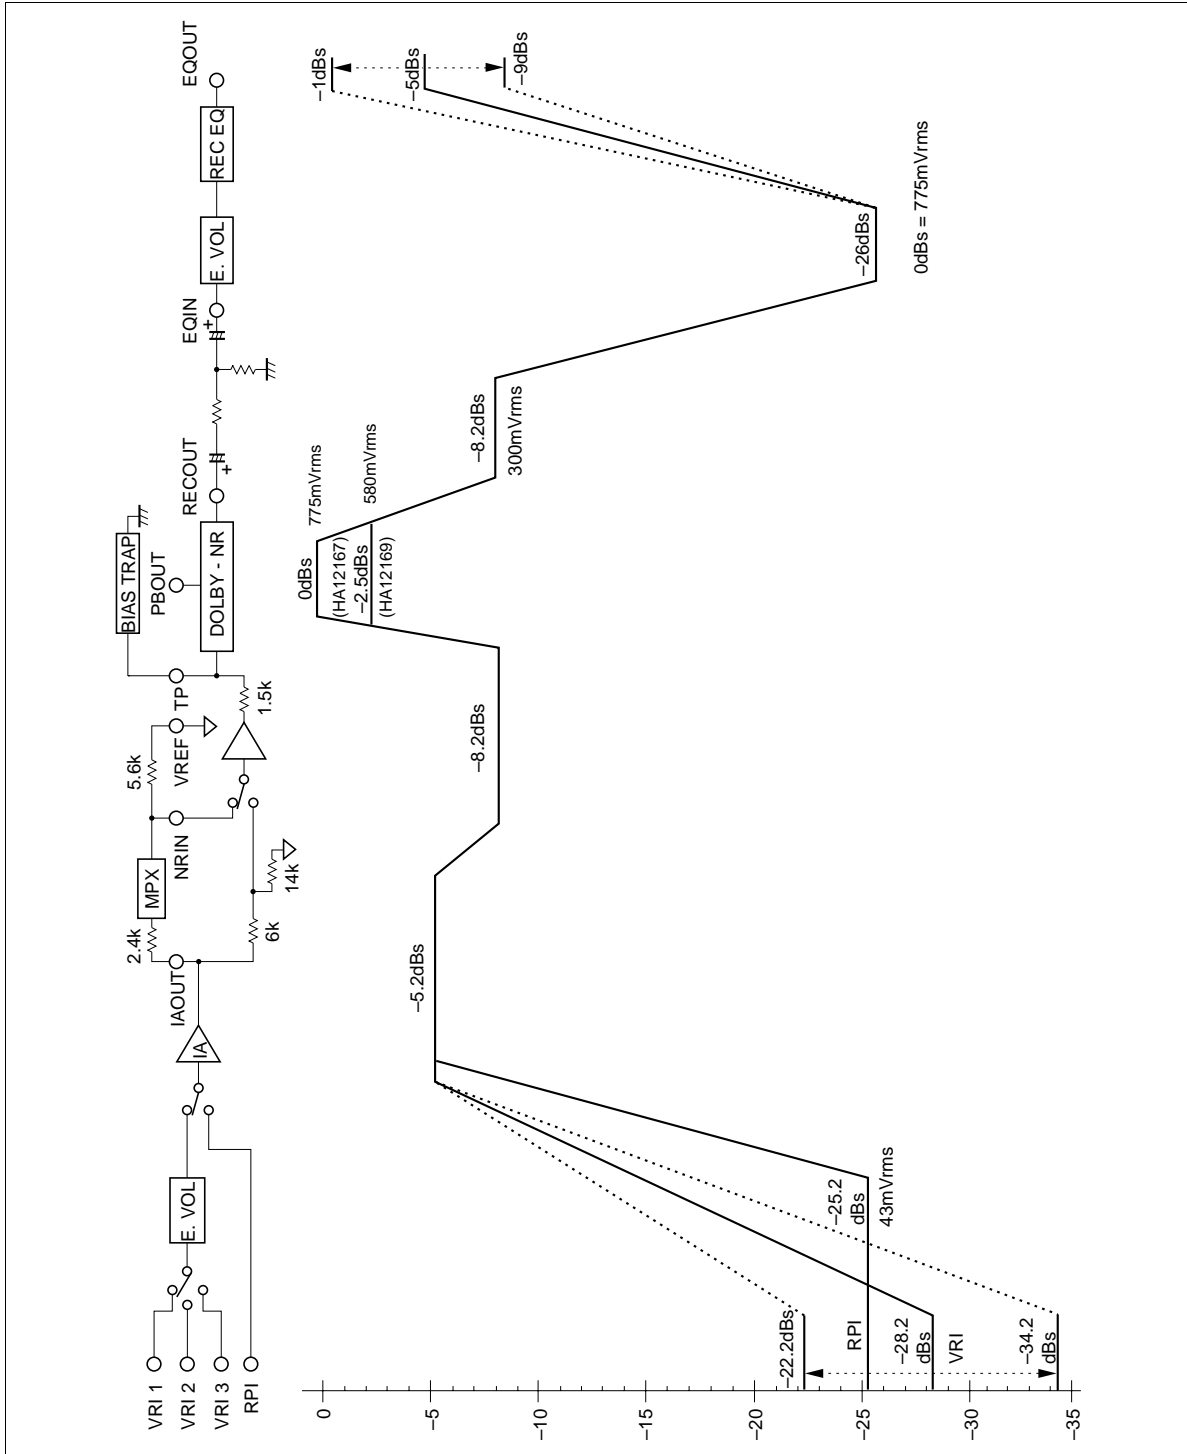 VRI 1
VRI 2
VRI 3
RPI
E. VOL
IA
IAOUT
2.4k
MPX
NRIN
5.6k
VREF
TP
6k
14k
1.5k
BIAS TRAP
PBOUT
DOLBY - NR
RECOUT
+
EQIN
+
E. VOL
REC EQ
EQOUT
0
–5
–10
–15
–20
–25
–30
–35
–22.2dBs
RPI
–28.2
dBs
VRI
–34.2
dBs
–25.2
dBs
43mVrms
–5.2dBs
–8.2dBs
0dBs
(HA12167)
–2.5dBs
(HA12169)
775mVrms
580mVrms
–8.2dBs
300mVrms
–26dBs
–1dBs
–5dBs
–9dBs
0dBs = 775mVrms